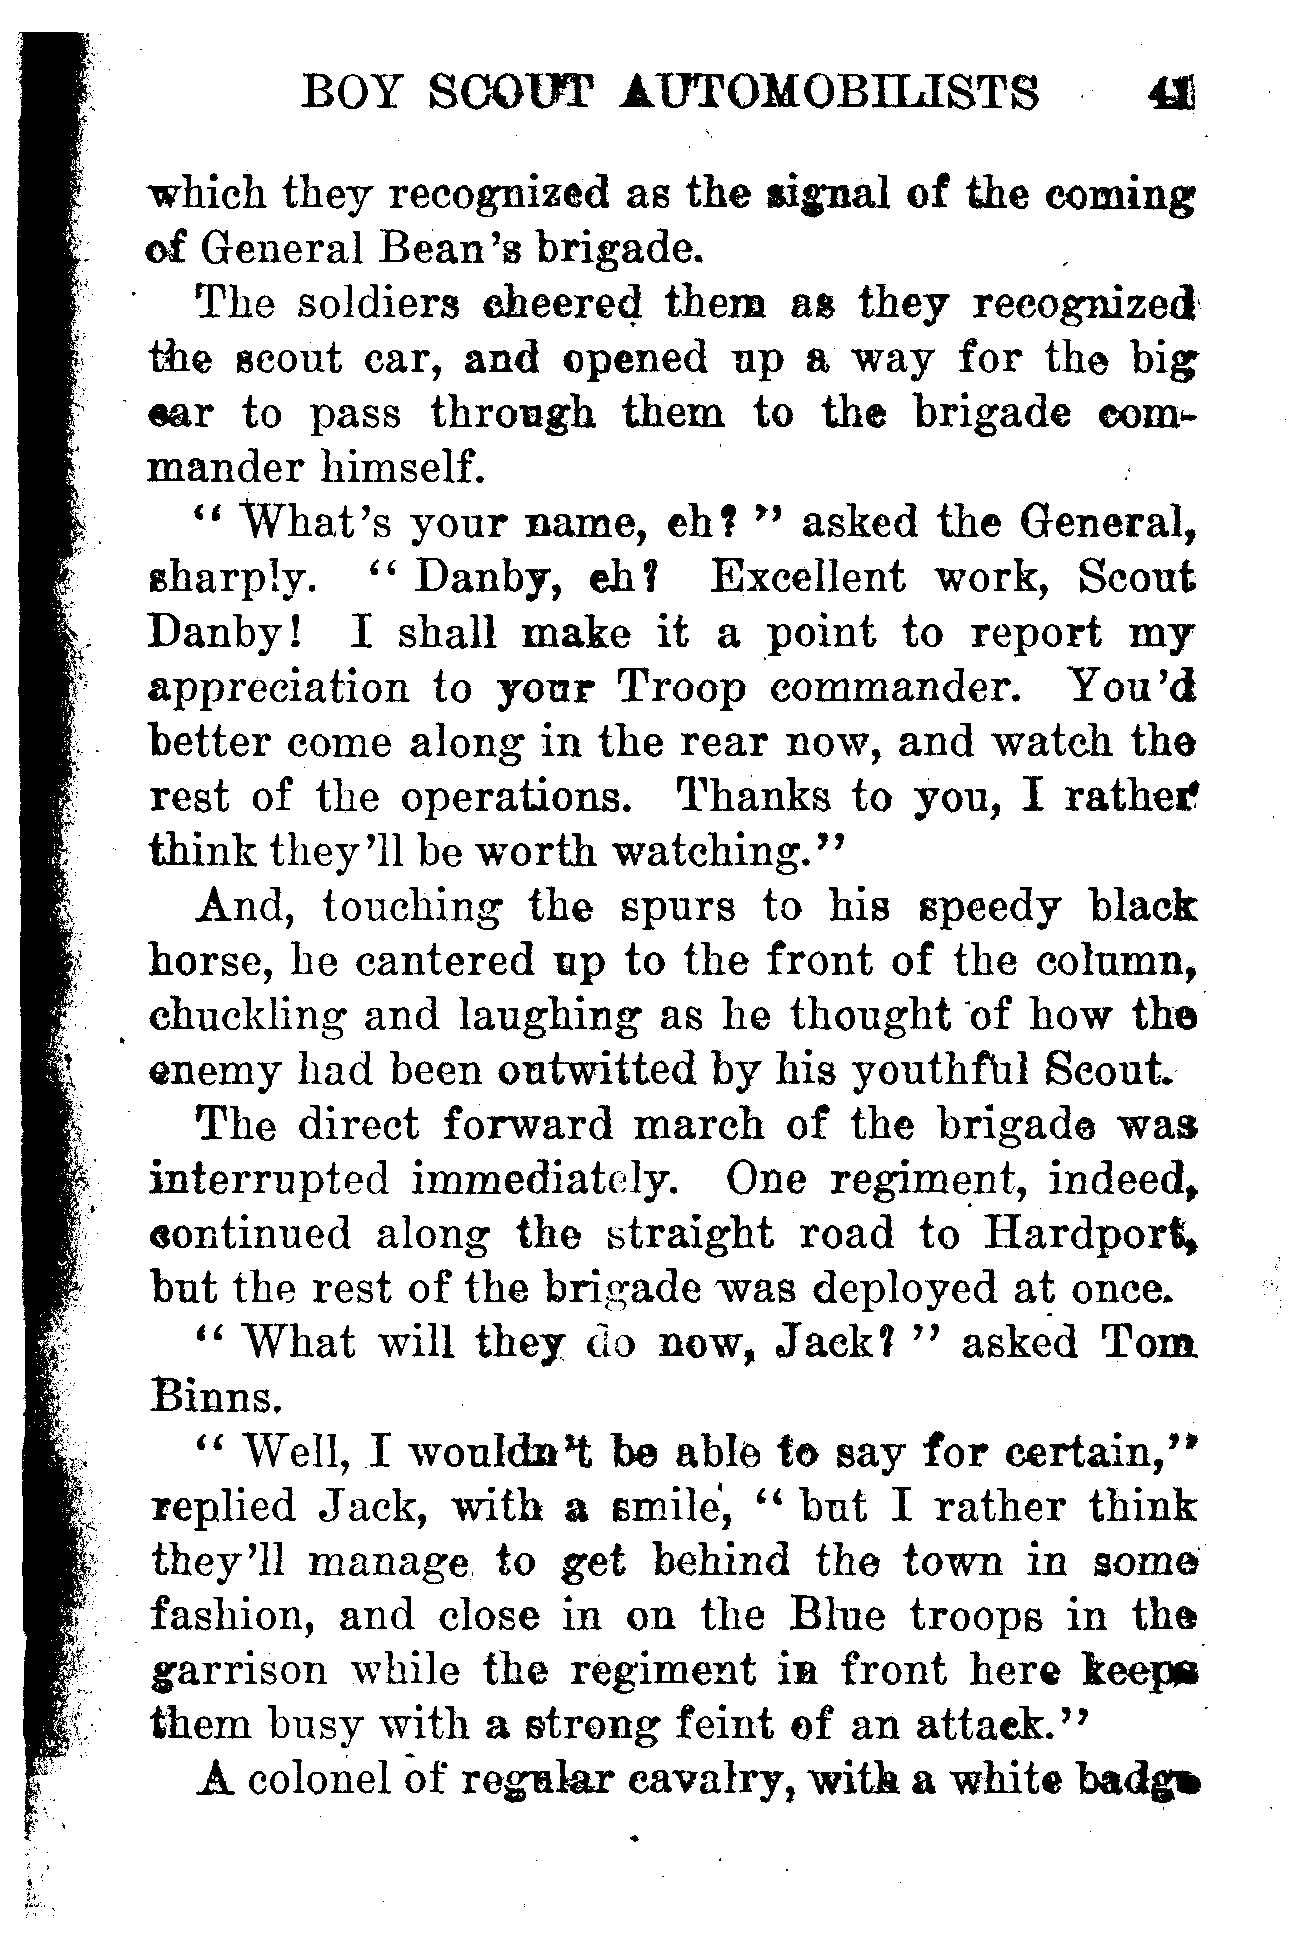 BOY SCOUT AUTOMOBILISTS 41
which they recognized as the signal of the coming
of General Bean's brigade.
The soldiers cheered them as they recognized
the scout car, and opened up a way for the big
car to pass through them to the brigade com-
mander himself.
" What's your name, eh? " asked the General,
sharply. " Danby, eh? Excellent work, Scout
Danby! I shall make it a point to report my
appreciation to your Troop commander. You'd
better come along in the rear now, and watch the
rest of the operations. Thanks to you, I rather
think they'll be worth watching."
And, touching the spurs to his speedy black
horse, he cantered up to the front of the column,
chuckling and laughing as he thought of how the
enemy had been outwitted by his youthful Scout.
The direct forward march of the brigade was
interrupted immediately. One regiment, indeed,
continued along the straight road to Hardport,
but the rest of the brigade was deployed at once.
" What will they do now, Jack? " asked Tom
Binns.
" Well, I wouldn't be able to say for certain,"
replied Jack, with a smile, " but I rather think
they'll manage to get behind the town in some
fashion, and close in on the Blue troops in the
garrison while the regiment in front here keeps
them busy with a strong feint of an attack."
A colonel of regular cavalry, with a white badge